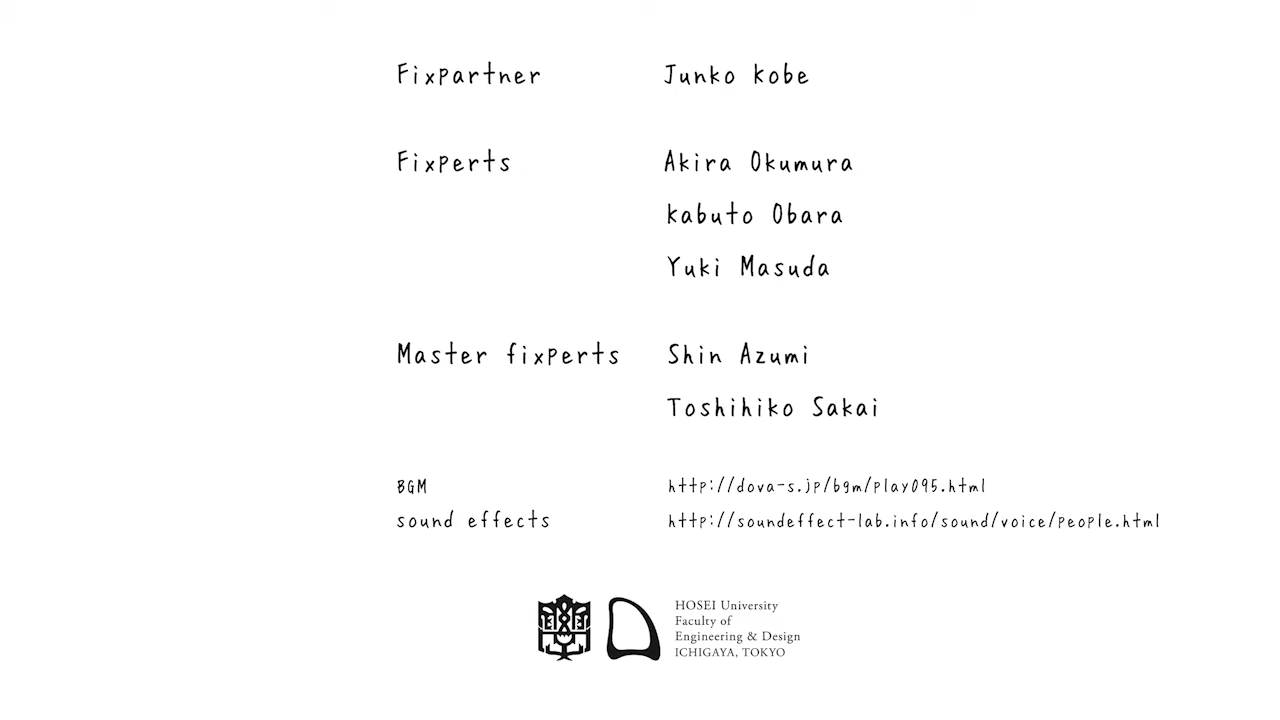 Fixpartner Junko kobe
Fixperts Akira Okumura
kabuto Obara
Yuki Masuda
Master fixperts Shin Azumi
Toshihiko Sakai
BGM http://dova-s.jp/bgm/play095.html
sound effects http://soundeffect-lab.info/sound/voice/people.html
HOSEI University
Faculty of
Engineering & Design
ICHIGAYA, TOKYO